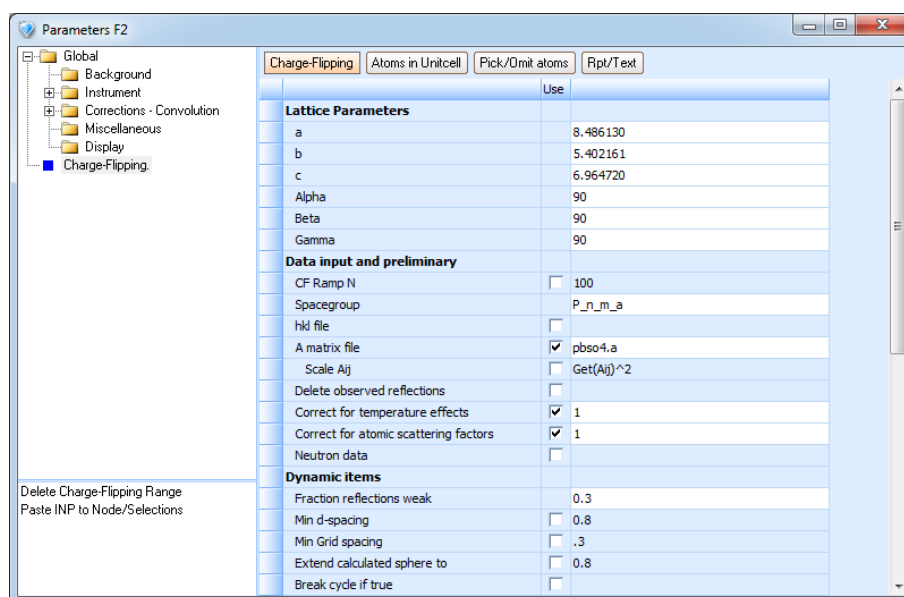 Parameters F2
Global
Background
Instrument
Corrections - Convolution
Miscellaneous
Display
Charge-Flipping.
Delete Charge-Flipping Range
Paste INP to Node/Selections
Charge-Flipping Atoms in Unitcell Pick/Omit atoms Rpt/Text
Use
Lattice Parameters
a 8.486130
b 5.402161
c 6.964720
Alpha 90
Beta 90
Gamma 90
Data input and preliminary
CF Ramp N 100
Spacegroup P_n_m_a
hkl file
A matrix file pbso4.a
Scale Aij Get(Aij)^2
Delete observed reflections
Correct for temperature effects 1
Correct for atomic scattering factors 1
Neutron data
Dynamic items
Fraction reflections weak 0.3
Min d-spacing 0.8
Min Grid spacing .3
Extend calculated sphere to 0.8
Break cycle if true